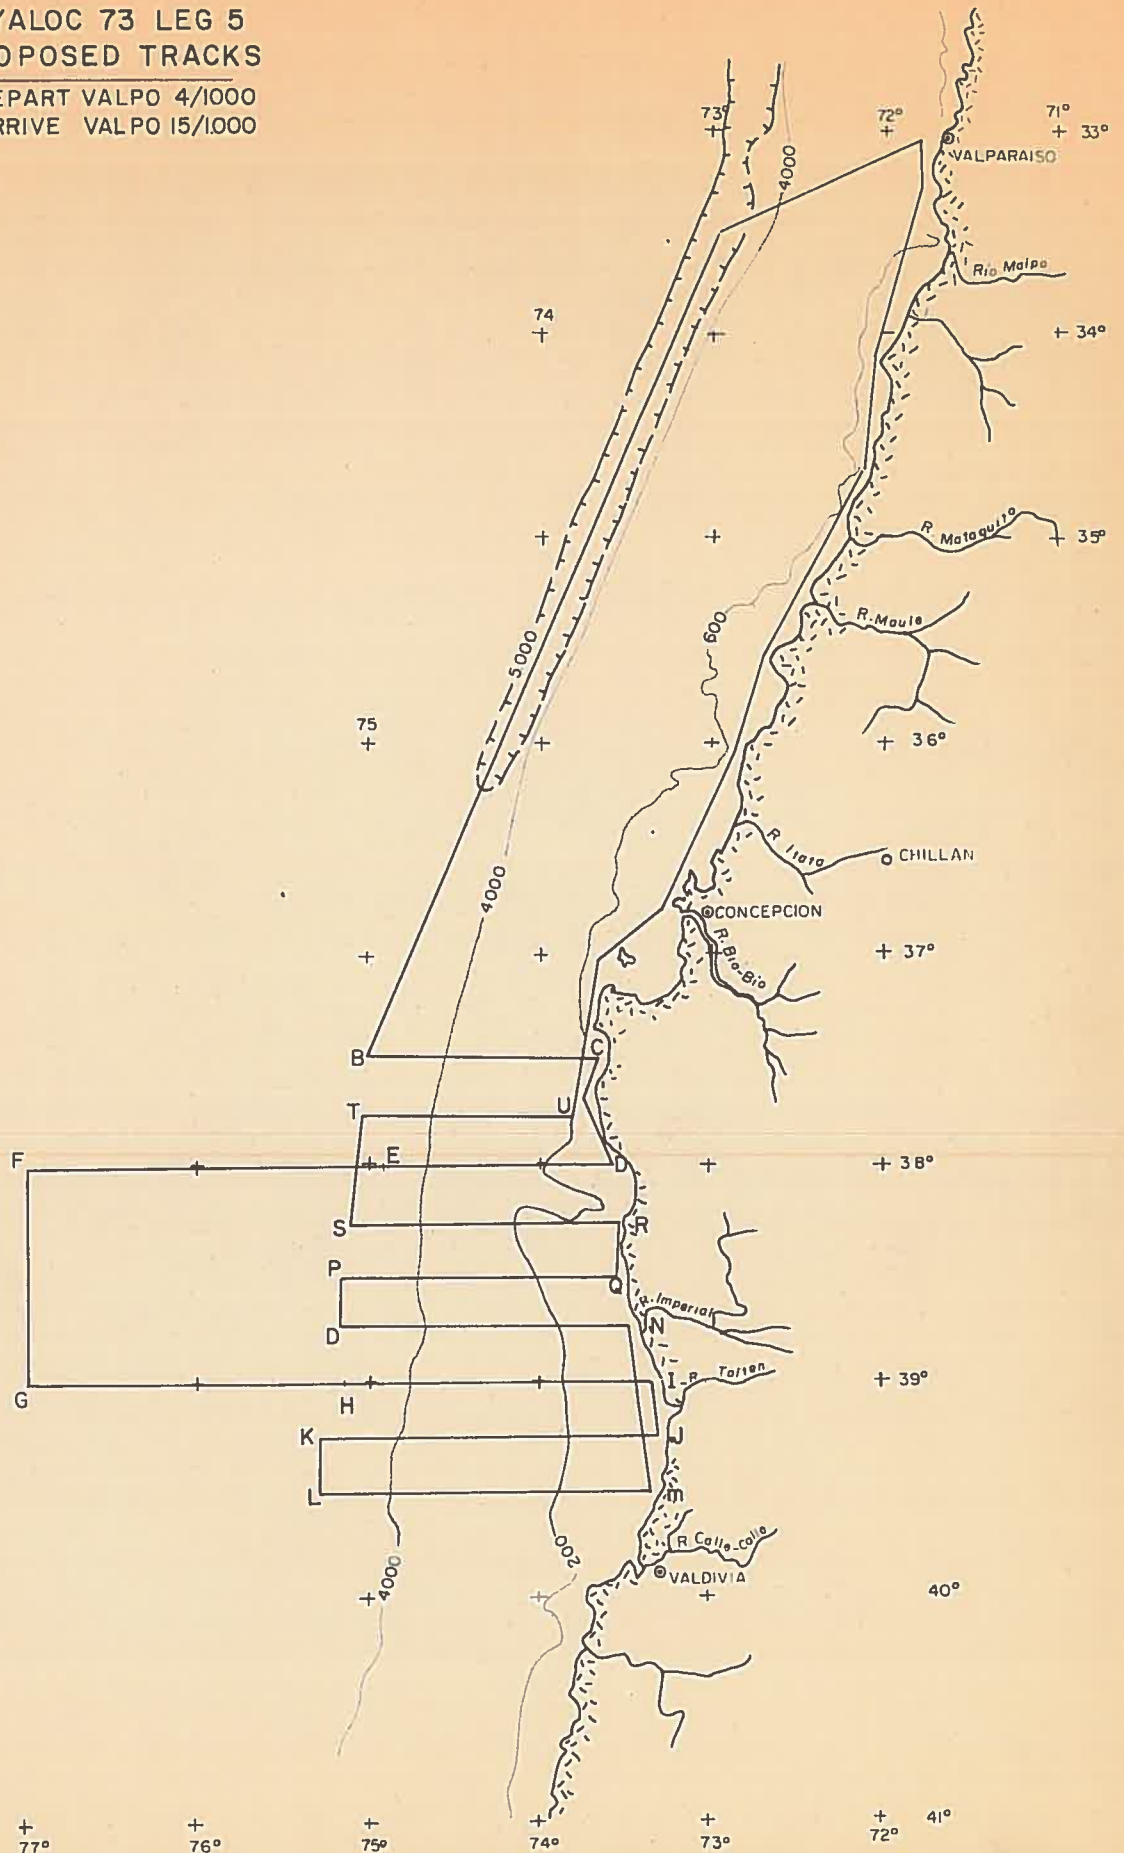 YALOC 73 LEG 5
OPOSED TRACKS
EPART VALPO 4/1000
RRIVE VALPO 15/1.000
73° 72° 71°
33°
VALPARAISO
4000
Rio Maipo
74
34°
R. Mataquito
35°
R. Maule
600
5.000
75
36°
R. Itata
CHILLAN
4000
CONCEPCION
37°
R. Bio-Bio
B
C
T
U
F
E
D
38°
S
R
P
Q
R. Imperial
D
N
I
R. Tolten
39°
G
H
K
J
L
m
R. Calle-Calle
200
VALDIVIA
4000
40°
41°
77° 76° 75° 74° 73° 72°